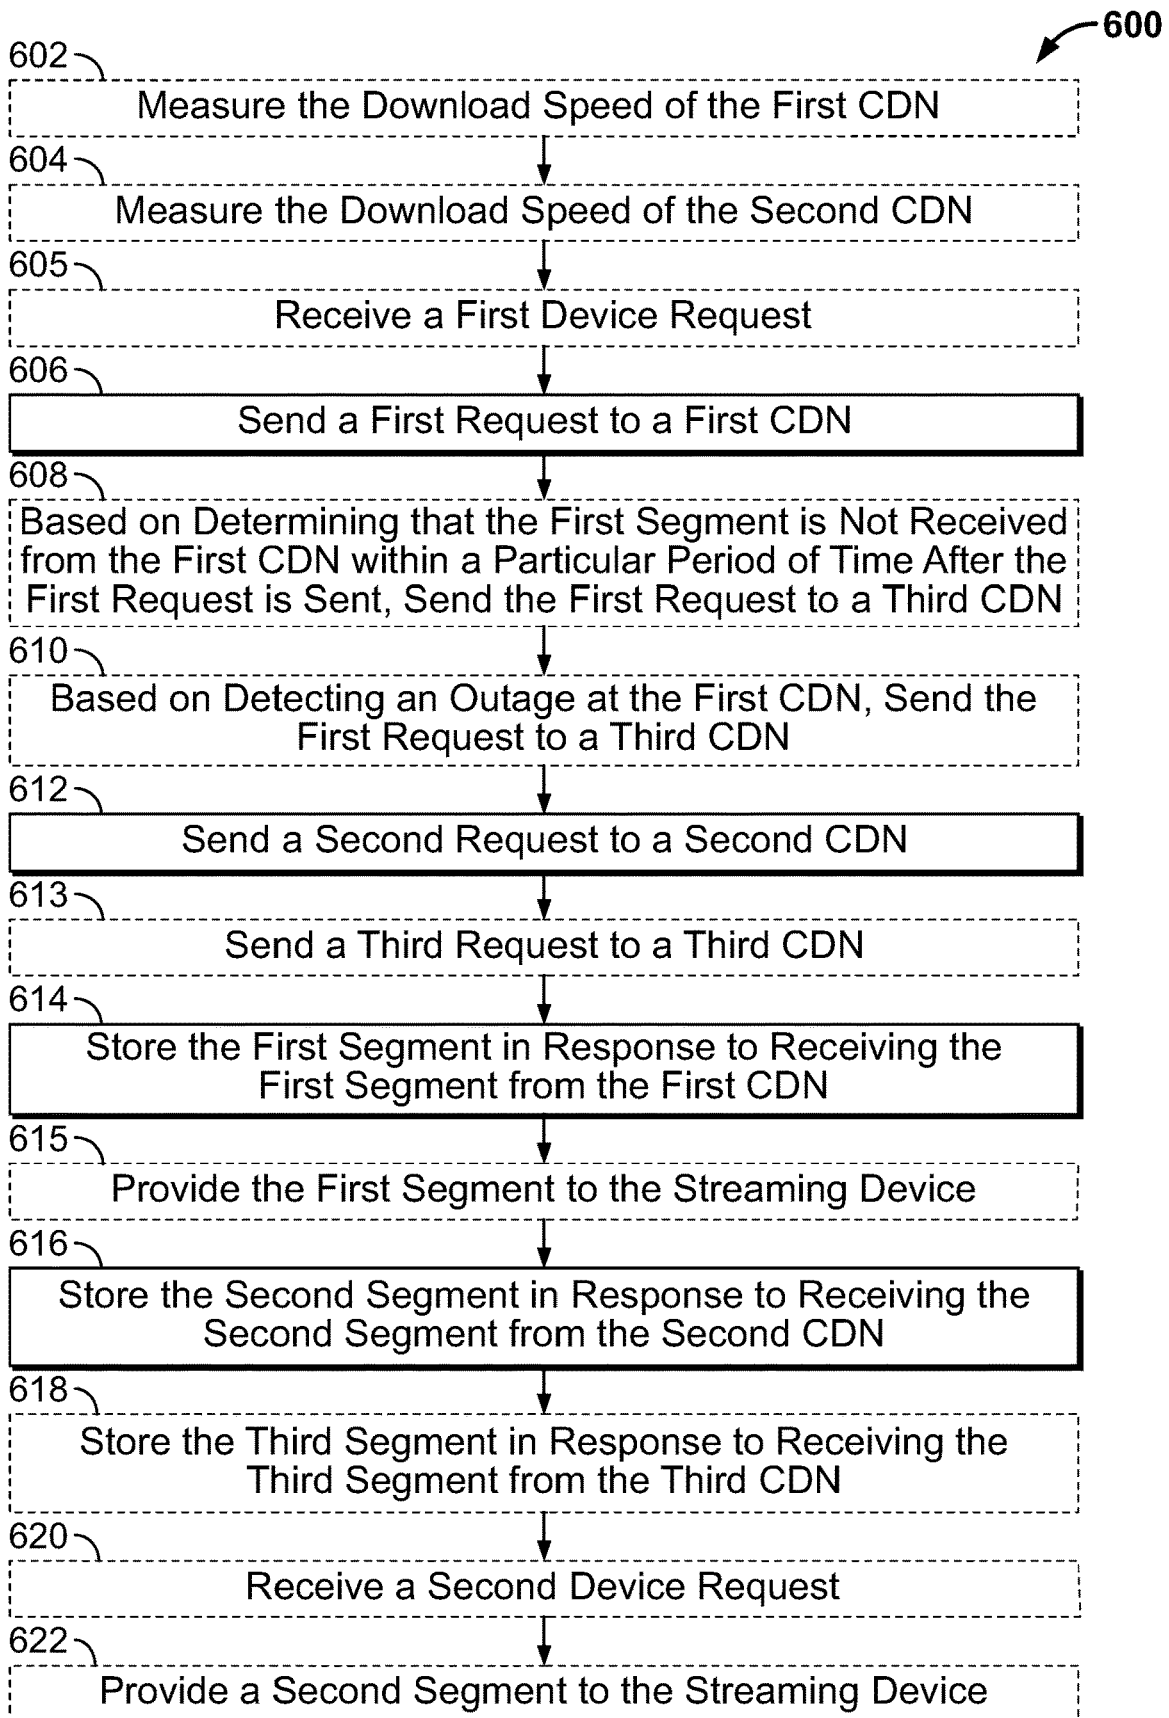 600
602
Measure the Download Speed of the First CDN
604
Measure the Download Speed of the Second CDN
605
Receive a First Device Request
606
Send a First Request to a First CDN
608
Based on Determining that the First Segment is Not Received
from the First CDN within a Particular Period of Time After the
First Request is Sent, Send the First Request to a Third CDN
610
Based on Detecting an Outage at the First CDN, Send the
First Request to a Third CDN
612
Send a Second Request to a Second CDN
613
Send a Third Request to a Third CDN
614
Store the First Segment in Response to Receiving the
First Segment from the First CDN
615
Provide the First Segment to the Streaming Device
616
Store the Second Segment in Response to Receiving the
Second Segment from the Second CDN
618
Store the Third Segment in Response to Receiving the
Third Segment from the Third CDN
620
Receive a Second Device Request
622
Provide a Second Segment to the Streaming Device